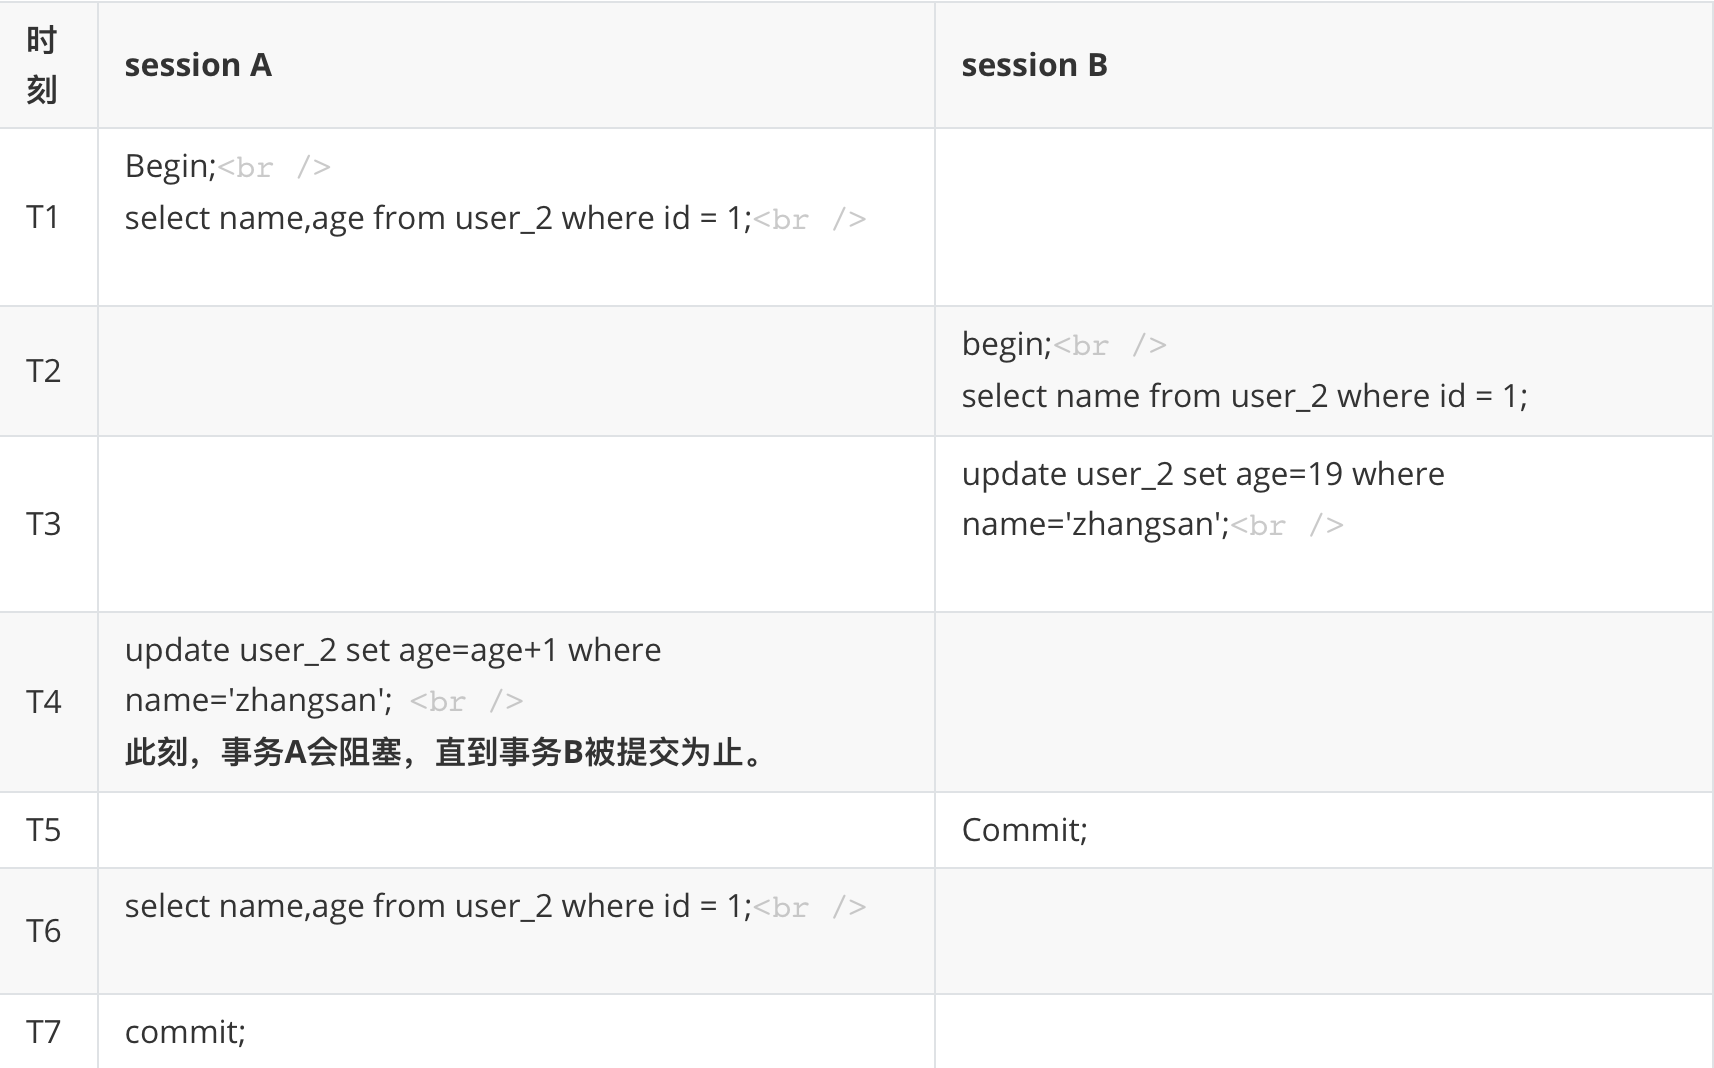 时
刻
session A
session B
T1
Begin;<br />
select name,age from user_2 where id = 1;<br />
T2
begin;<br />
select name from user_2 where id = 1;
T3
update user_2 set age=19 where
name='zhangsan';<br />
T4
update user_2 set age=age+1 where
name='zhangsan'; <br />
此刻，事务A会阻塞，直到事务B被提交为止。
T5
Commit;
T6
select name,age from user_2 where id = 1;<br />
T7
commit;